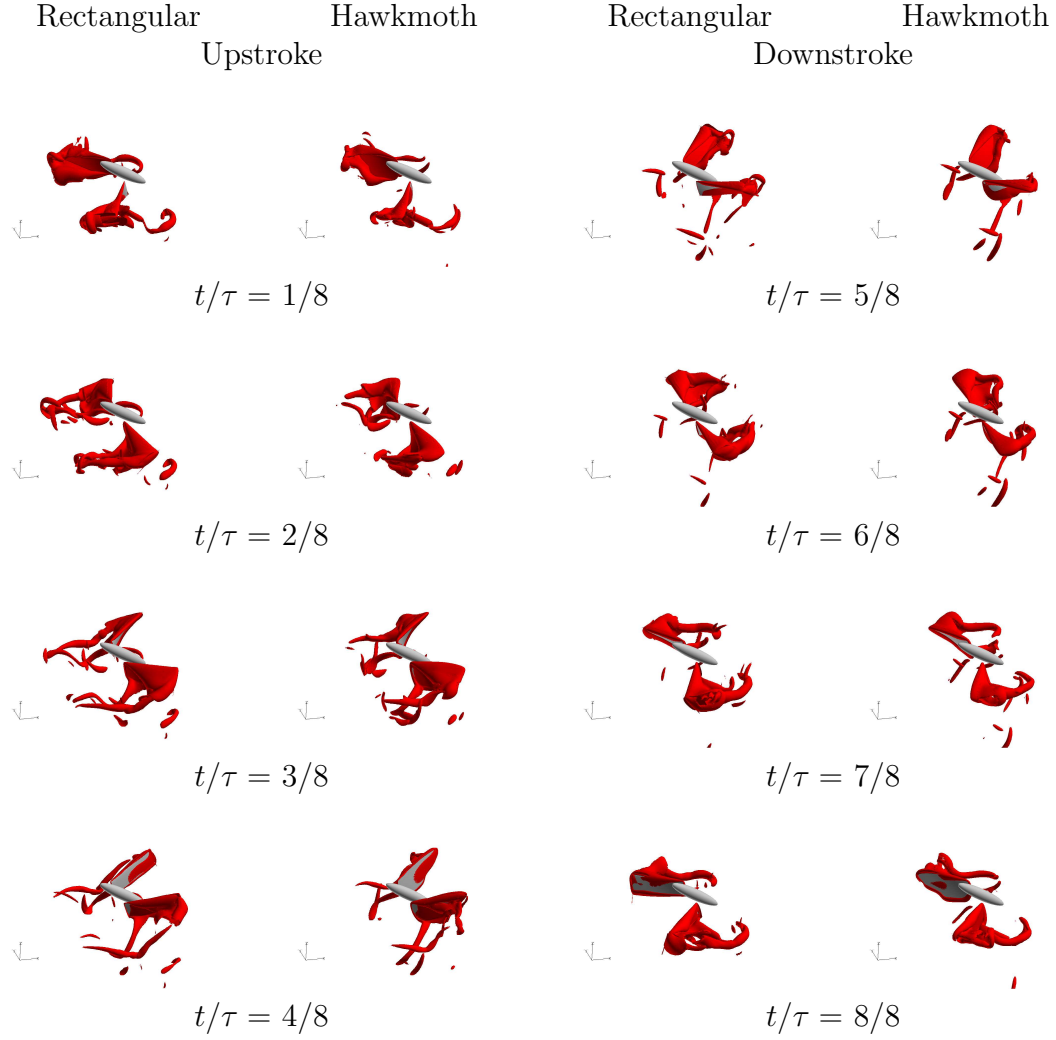 Rectangular Hawkmoth Rectangular Hawkmoth
Upstroke Downstroke
t/τ = 1/8 t/τ = 5/8
t/τ = 2/8 t/τ = 6/8
t/τ = 3/8 t/τ = 7/8
t/τ = 4/8 t/τ = 8/8